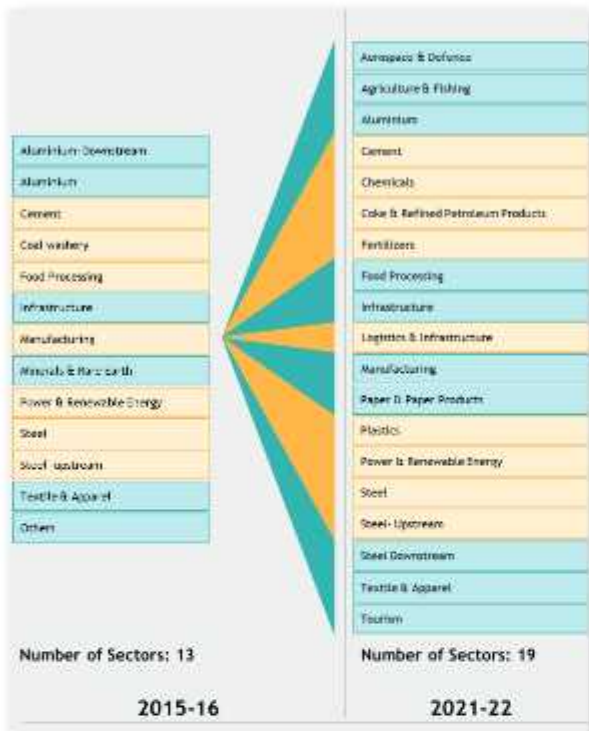 Aluminium-Downstream
Aluminium
Cement
Coal washery
Food Processing
Infrastructure
Manufacturing
Minerals & Rare earth
Power & Renewable Energy
Steel
Steel -upstream
Textile & Apparel
Others
Number of Sectors: 13
2015-16
Aerospace & Defence
Agriculture & Fishing
Aluminium
Cement
Chemicals
Coke & Refined Petroleum Products
Fertilizers
Food Processing
Infrastructure
Logistics & Infrastructure
Manufacturing
Paper & Paper Products
Plastics
Power & Renewable Energy
Steel
Steel- Upstream
Steel Downstream
Textile & Apparel
Tourism
Number of Sectors: 19
2021-22